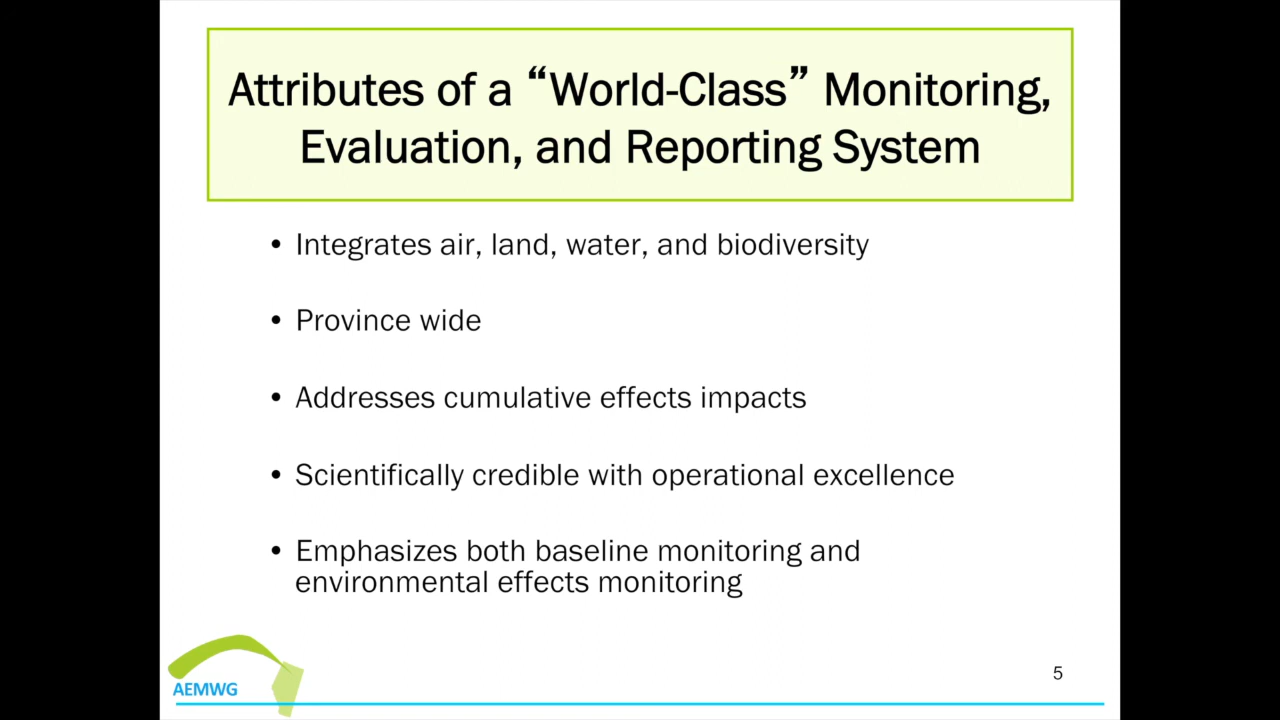 Attributes of a “World-Class” Monitoring,
Evaluation, and Reporting System
• Integrates air, land, water, and biodiversity
• Province wide
• Addresses cumulative effects impacts
• Scientifically credible with operational excellence
• Emphasizes both baseline monitoring and
environmental effects monitoring
AEMWG
5